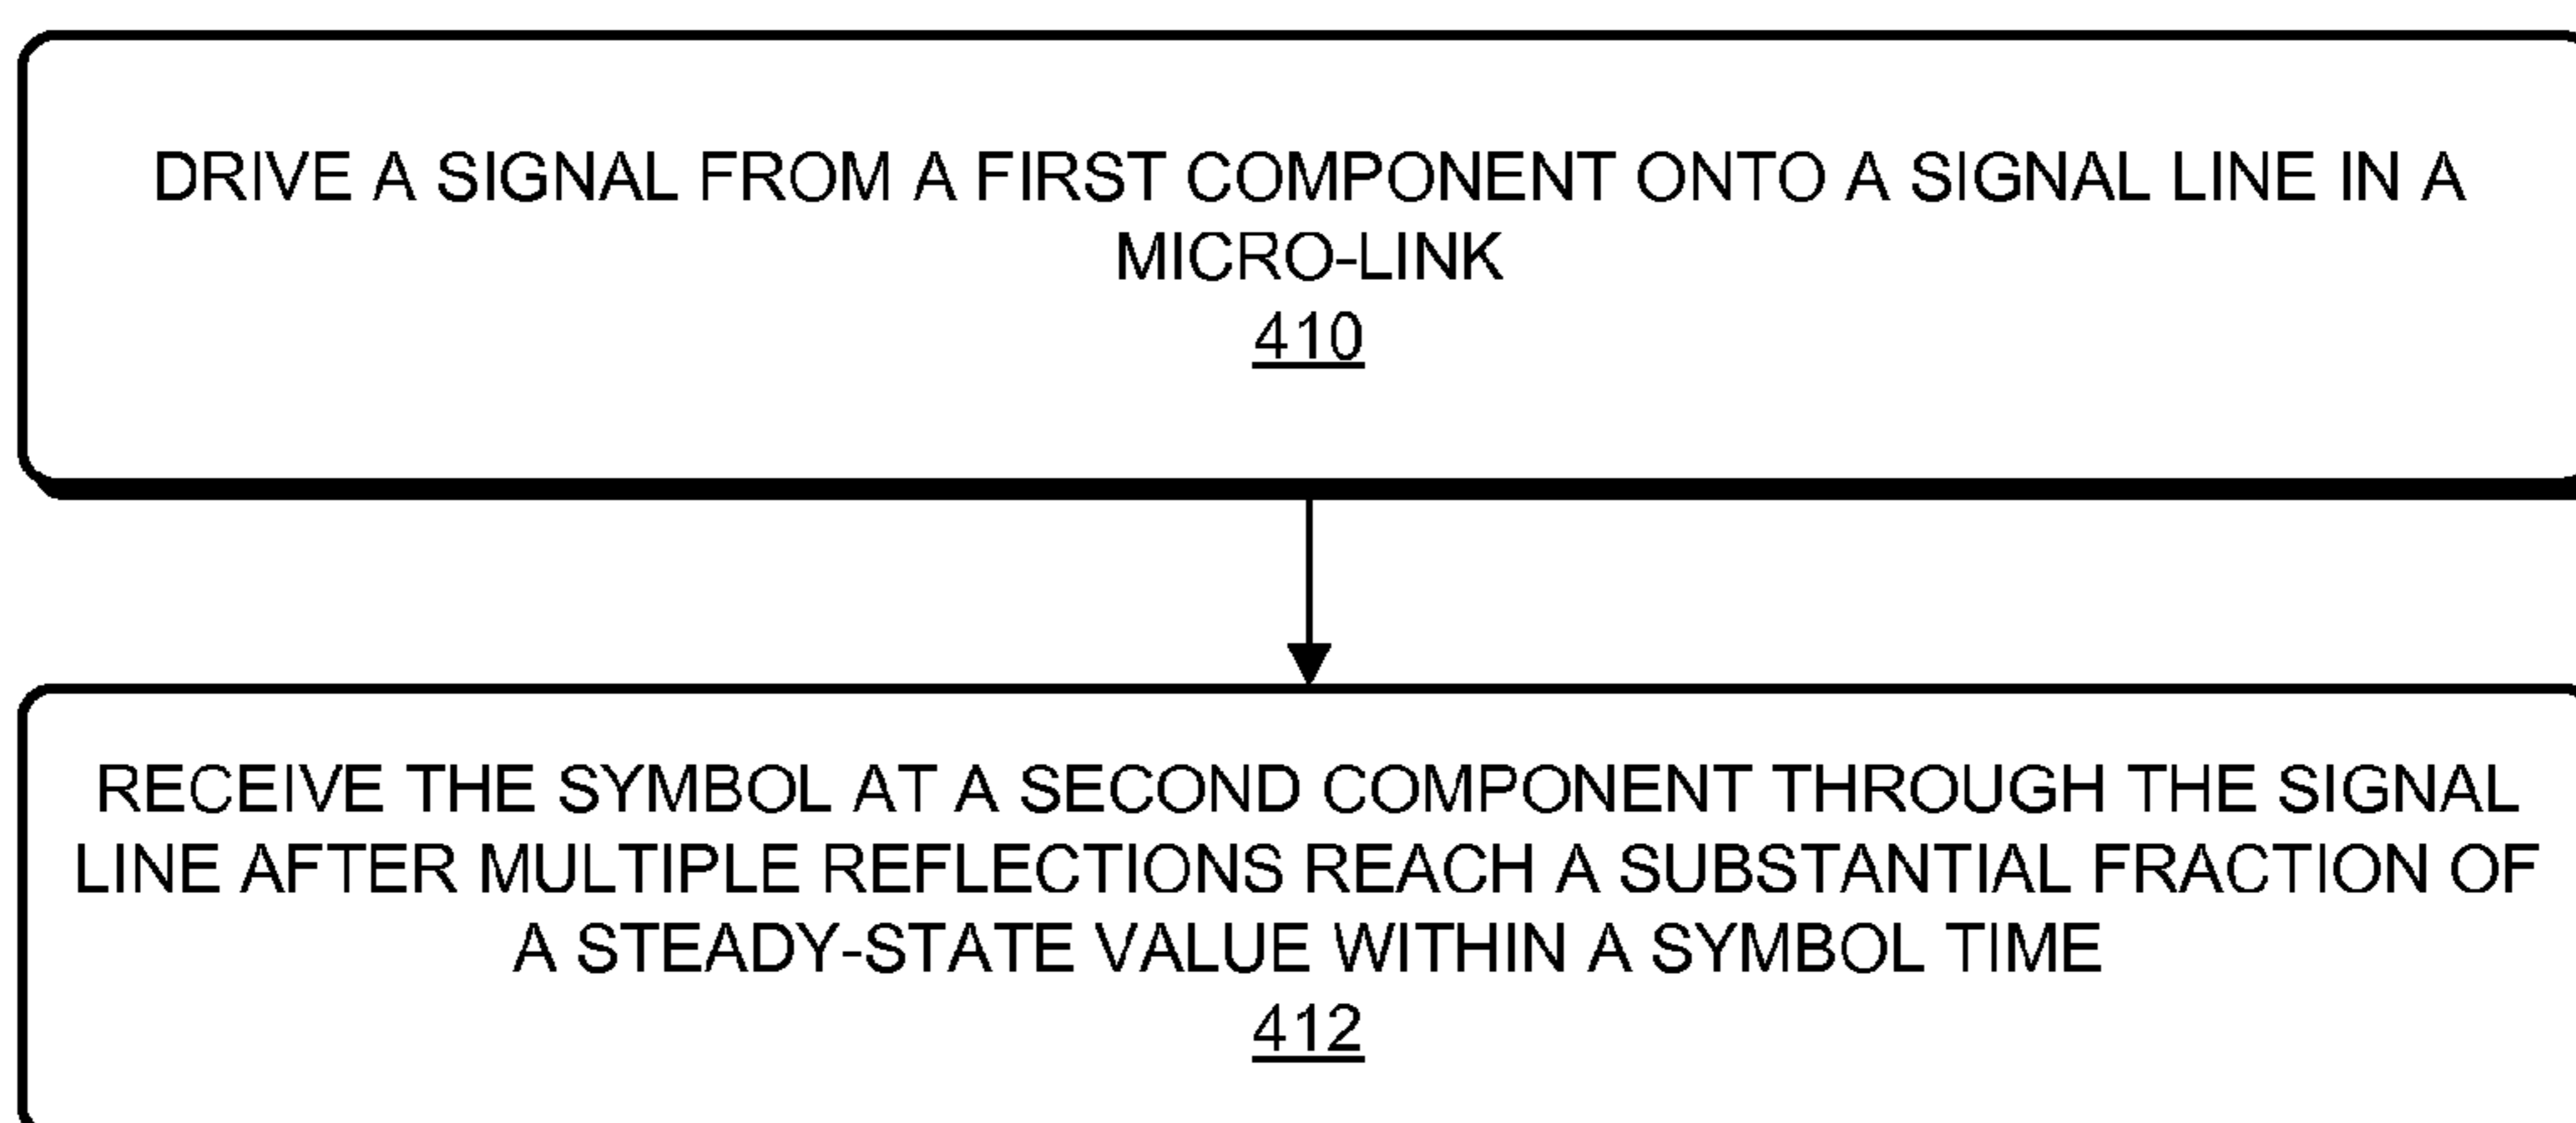 DRIVE A SIGNAL FROM A FIRST COMPONENT ONTO A SIGNAL LINE IN A
MICRO-LINK
410
RECEIVE THE SYMBOL AT A SECOND COMPONENT THROUGH THE SIGNAL
LINE AFTER MULTIPLE REFLECTIONS REACH A SUBSTANTIAL FRACTION OF
A STEADY-STATE VALUE WITHIN A SYMBOL TIME
412